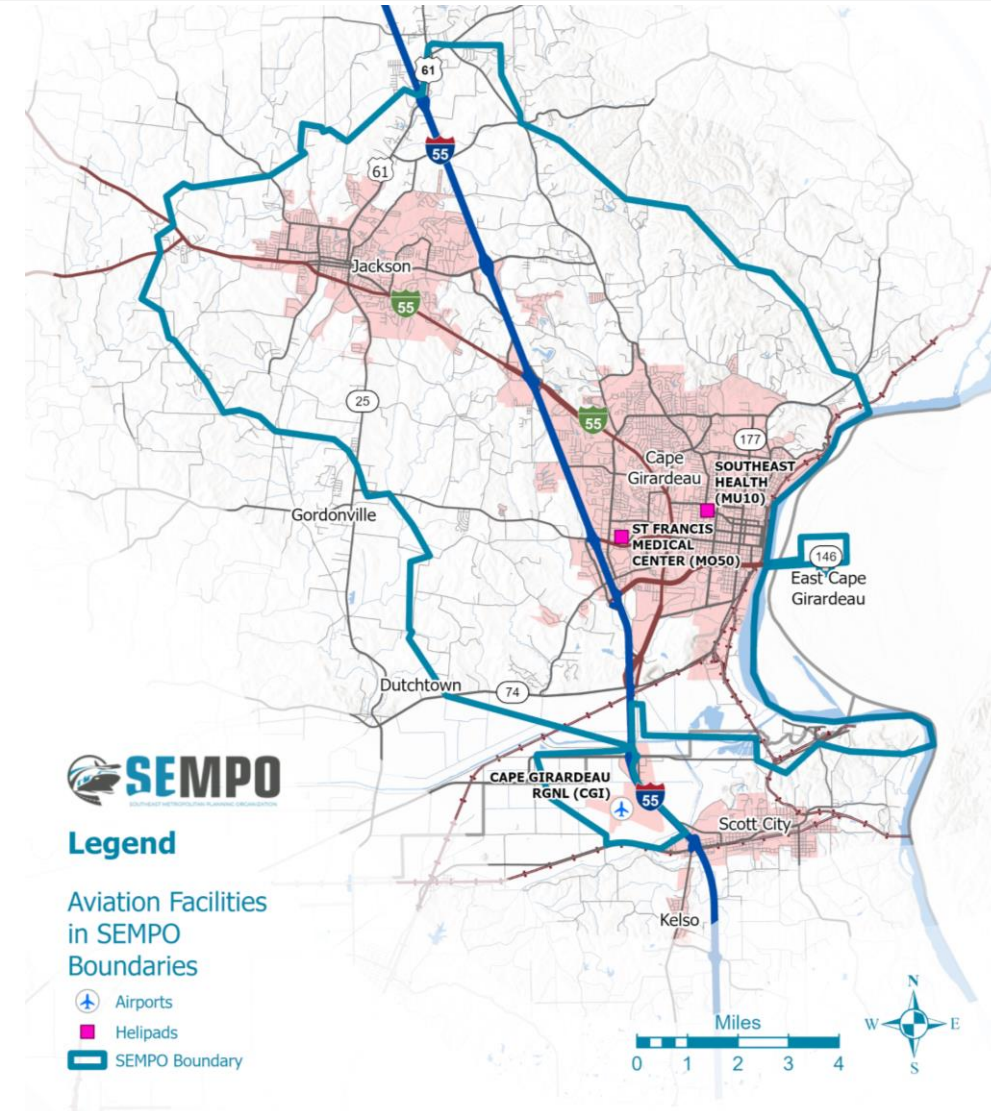 61
55
61
Jackson
55
25
55
177
Cape
Girardeau
SOUTHEAST
HEALTH
(MU10)
Gordonville
ST FRANCIS
MEDICAL
CENTER (MO50)
146
East Cape
Girardeau
Dutchtown
74
CAPE GIRARDEAU
RGNL (CGI)
55
Scott City
Kelso
SEMPO
SOUTHEAST METROPOLITAN PLANNING ORGANIZATION
Legend
Aviation Facilities
in SEMPO
Boundaries
Airports
Helipads
SEMPO Boundary
N
W
E
S
Miles
0 1 2 3 4